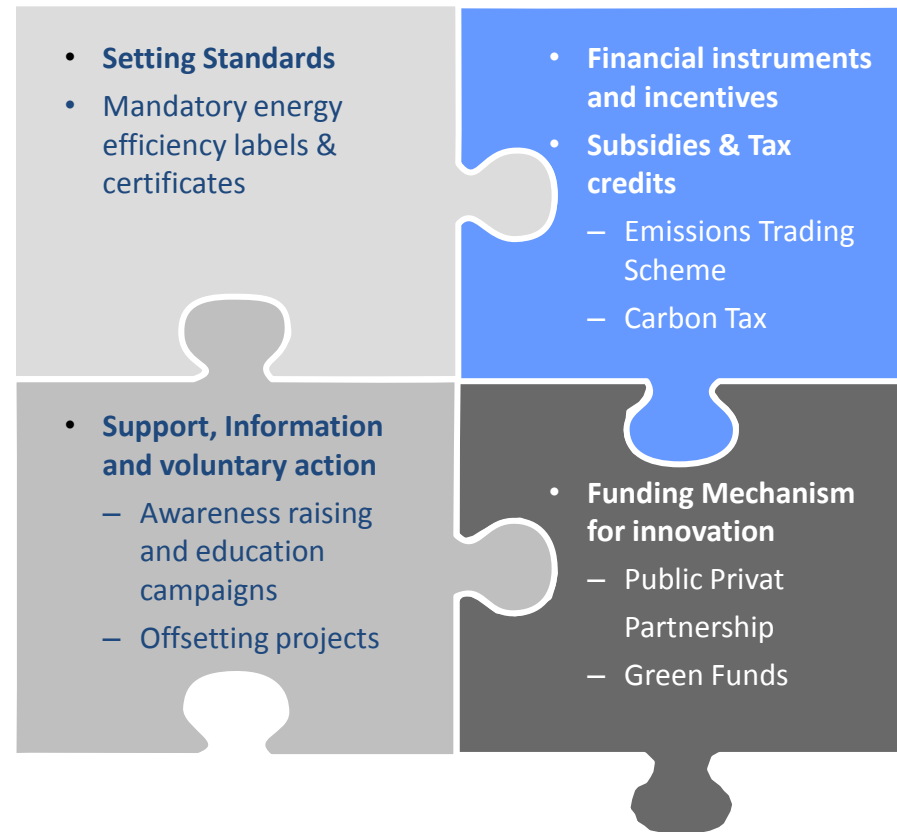 • Setting Standards
• Mandatory energy
efficiency labels &
certificates
• Financial instruments
and incentives
• Subsidies & Tax
credits
– Emissions Trading
Scheme
– Carbon Tax
• Support, Information
and voluntary action
– Awareness raising
and education
campaigns
– Offsetting projects
• Funding Mechanism
for innovation
– Public Privat
Partnership
– Green Funds